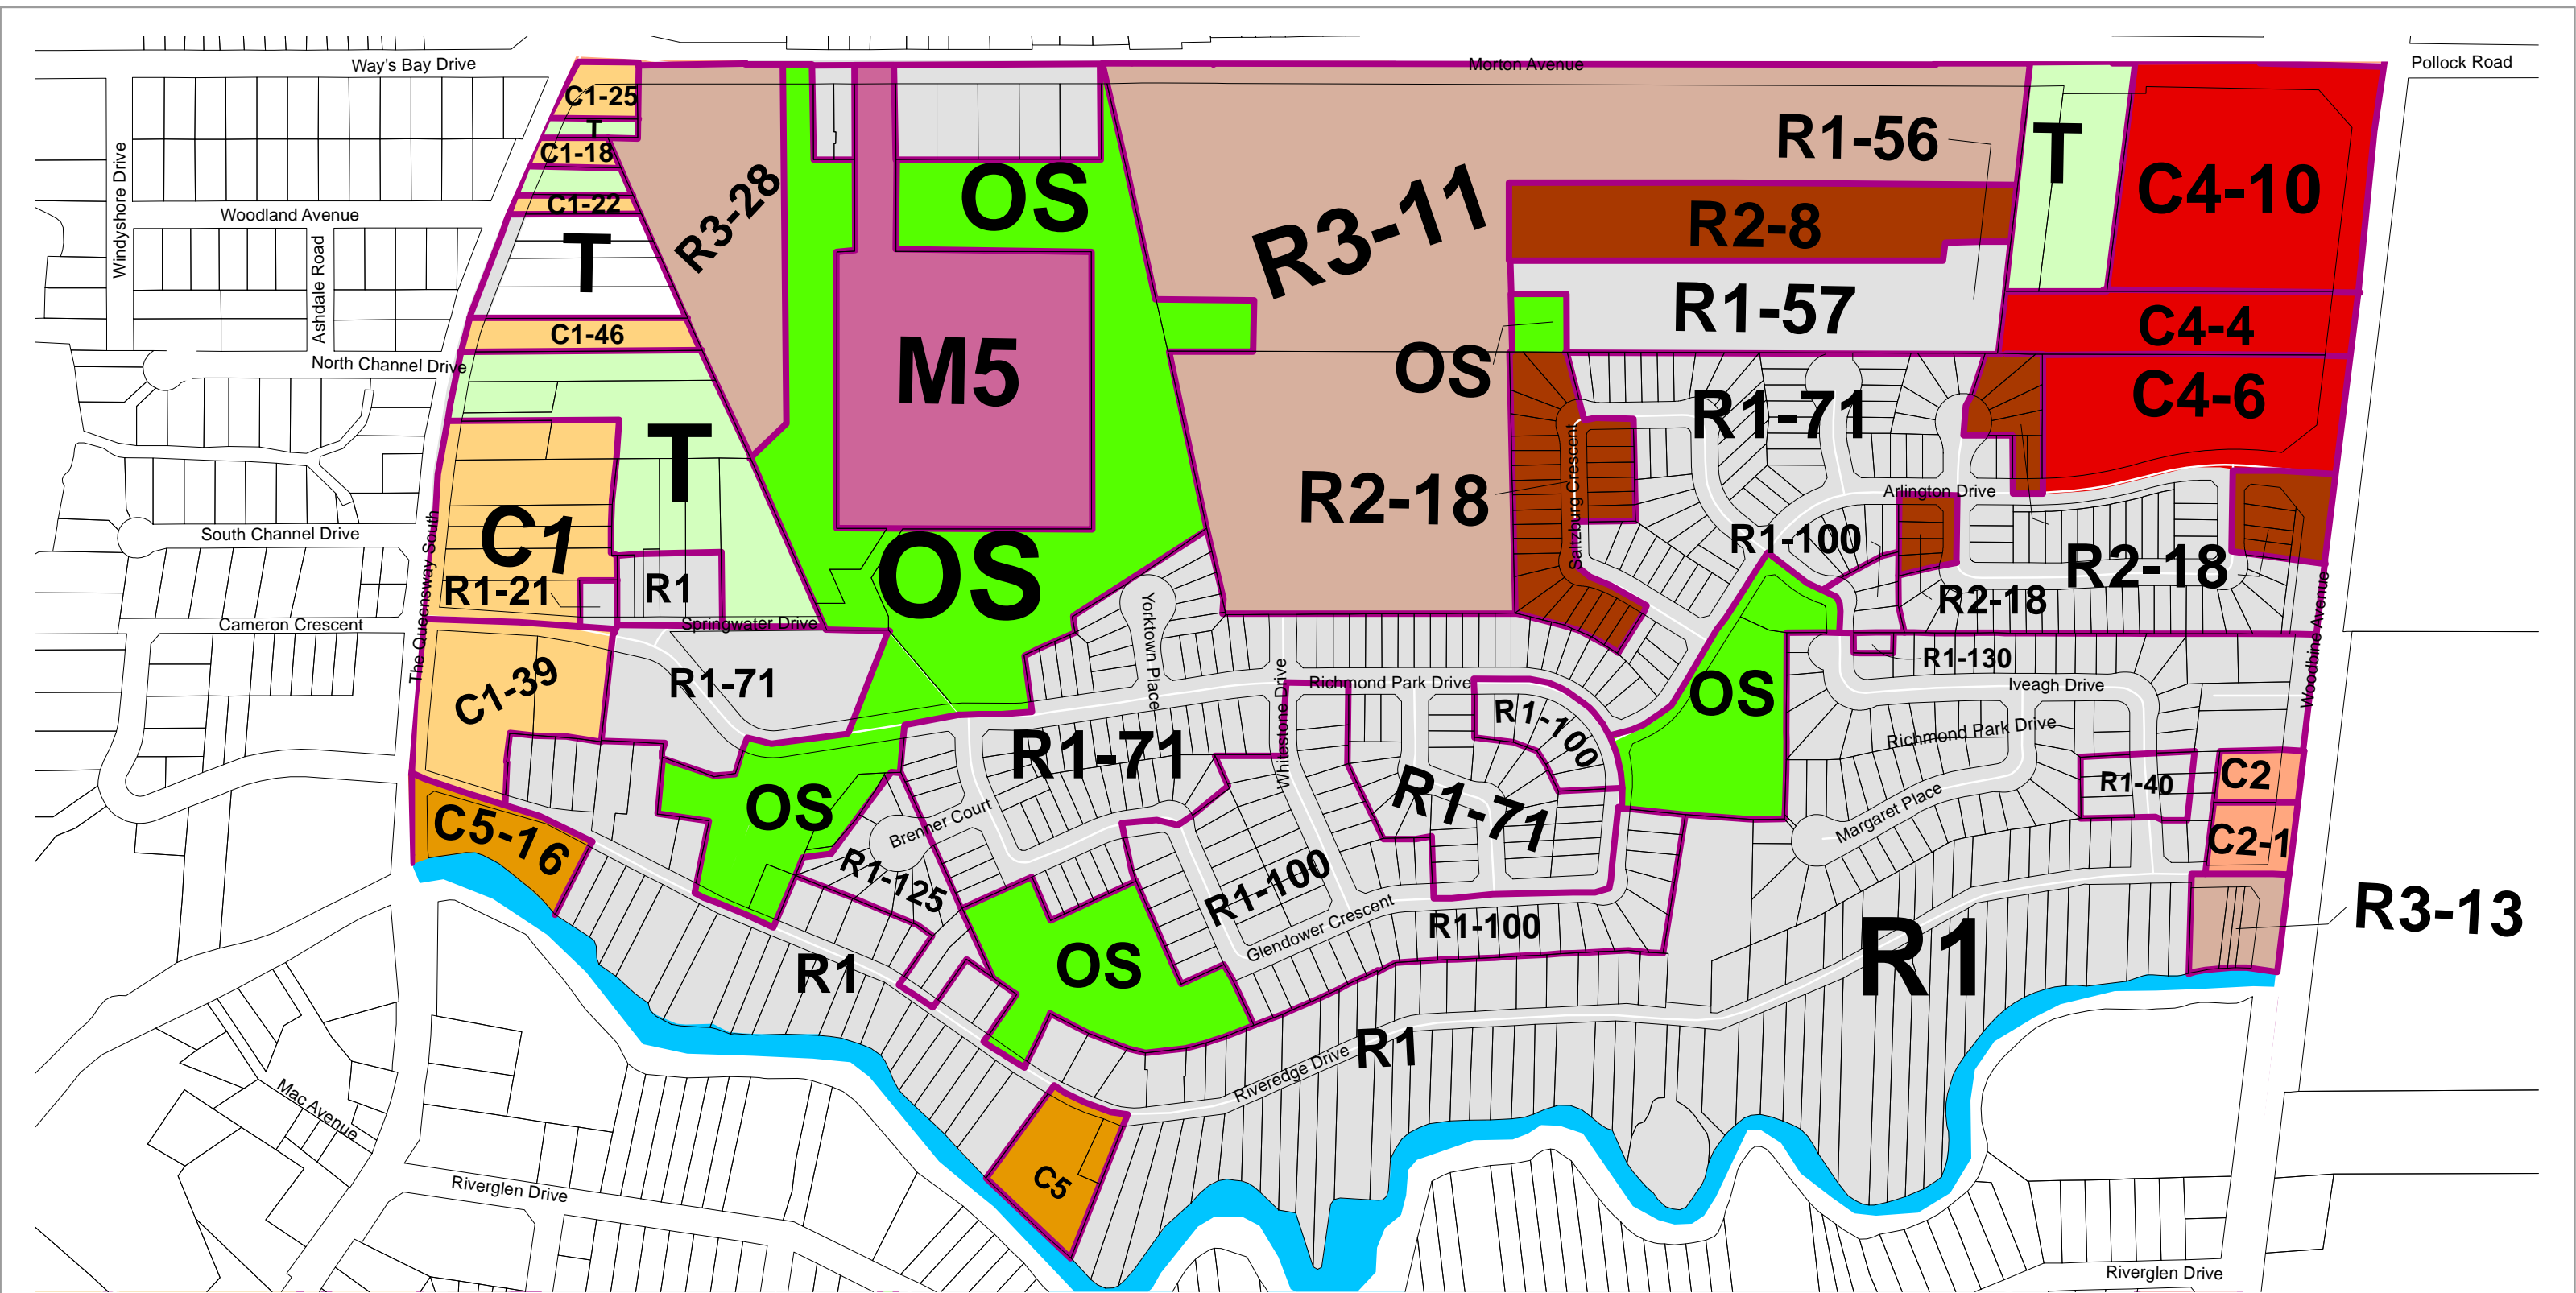 Way's Bay Drive
Morton Avenue
Pollock Road
C1-25
T
C1-18
R1-56
T
C4-10
Windyshore Drive
Woodland Avenue
C1-22
R3-28
OS
R3-11
R2-8
Ashdale Road
T
C1-46
M5
R1-57
C4-4
North Channel Drive
OS
C4-6
R1-71
T
R2-18
Saltzburg Crescent
Arlington Drive
South Channel Drive
The Queensway South
C1
R1-21
R1
OS
R1-100
R2-18
R2-18
Cameron Crescent
Springwater Drive
Yorktown Place
Woodbine Avenue
C1-39
R1-71
Whitestone Drive
Richmond Park Drive
OS
R1-130
Iveagh Drive
R1-100
Richmond Park Drive
R1-71
R1-71
R1-40
C2
C5-16
OS
Brenner Court
Margaret Place
C2-1
R1-125
R1-100
Glendower Crescent
R1-100
R3-13
R1
OS
R1
Riveredge Drive
R1
Mac Avenue
C5
Riverglen Drive
Riverglen Drive